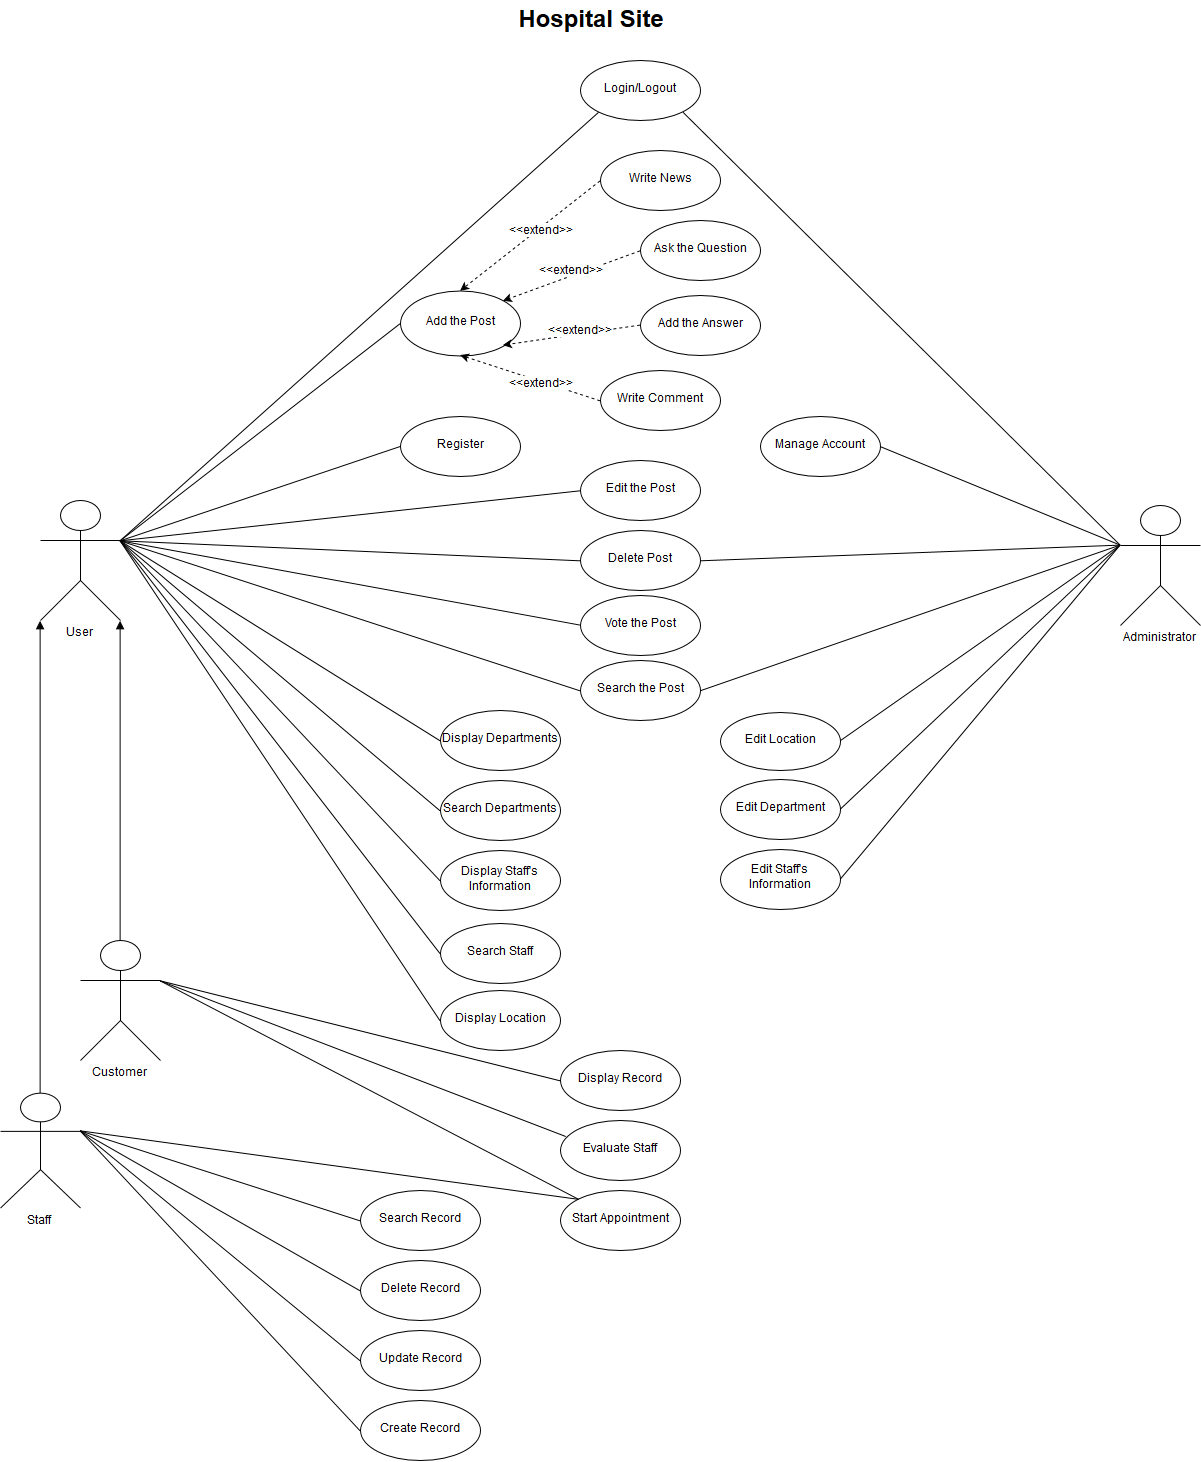 Hospital Site
Login/Logout
Write News
<<extend>>
Ask the Question
<<extend>>
Add the Post
Add the Answer
<<extend>>
<<extend>>
Write Comment
Register
Manage Account
Edit the Post
Delete Post
User
Vote the Post
Administrator
Search the Post
Display Departments
Edit Location
Search Departments
Edit Department
Display Staff's
Information
Edit Staff's
Information
Search Staff
Display Location
Customer
Display Record
Evaluate Staff
Staff
Search Record
Start Appointment
Delete Record
Update Record
Create Record